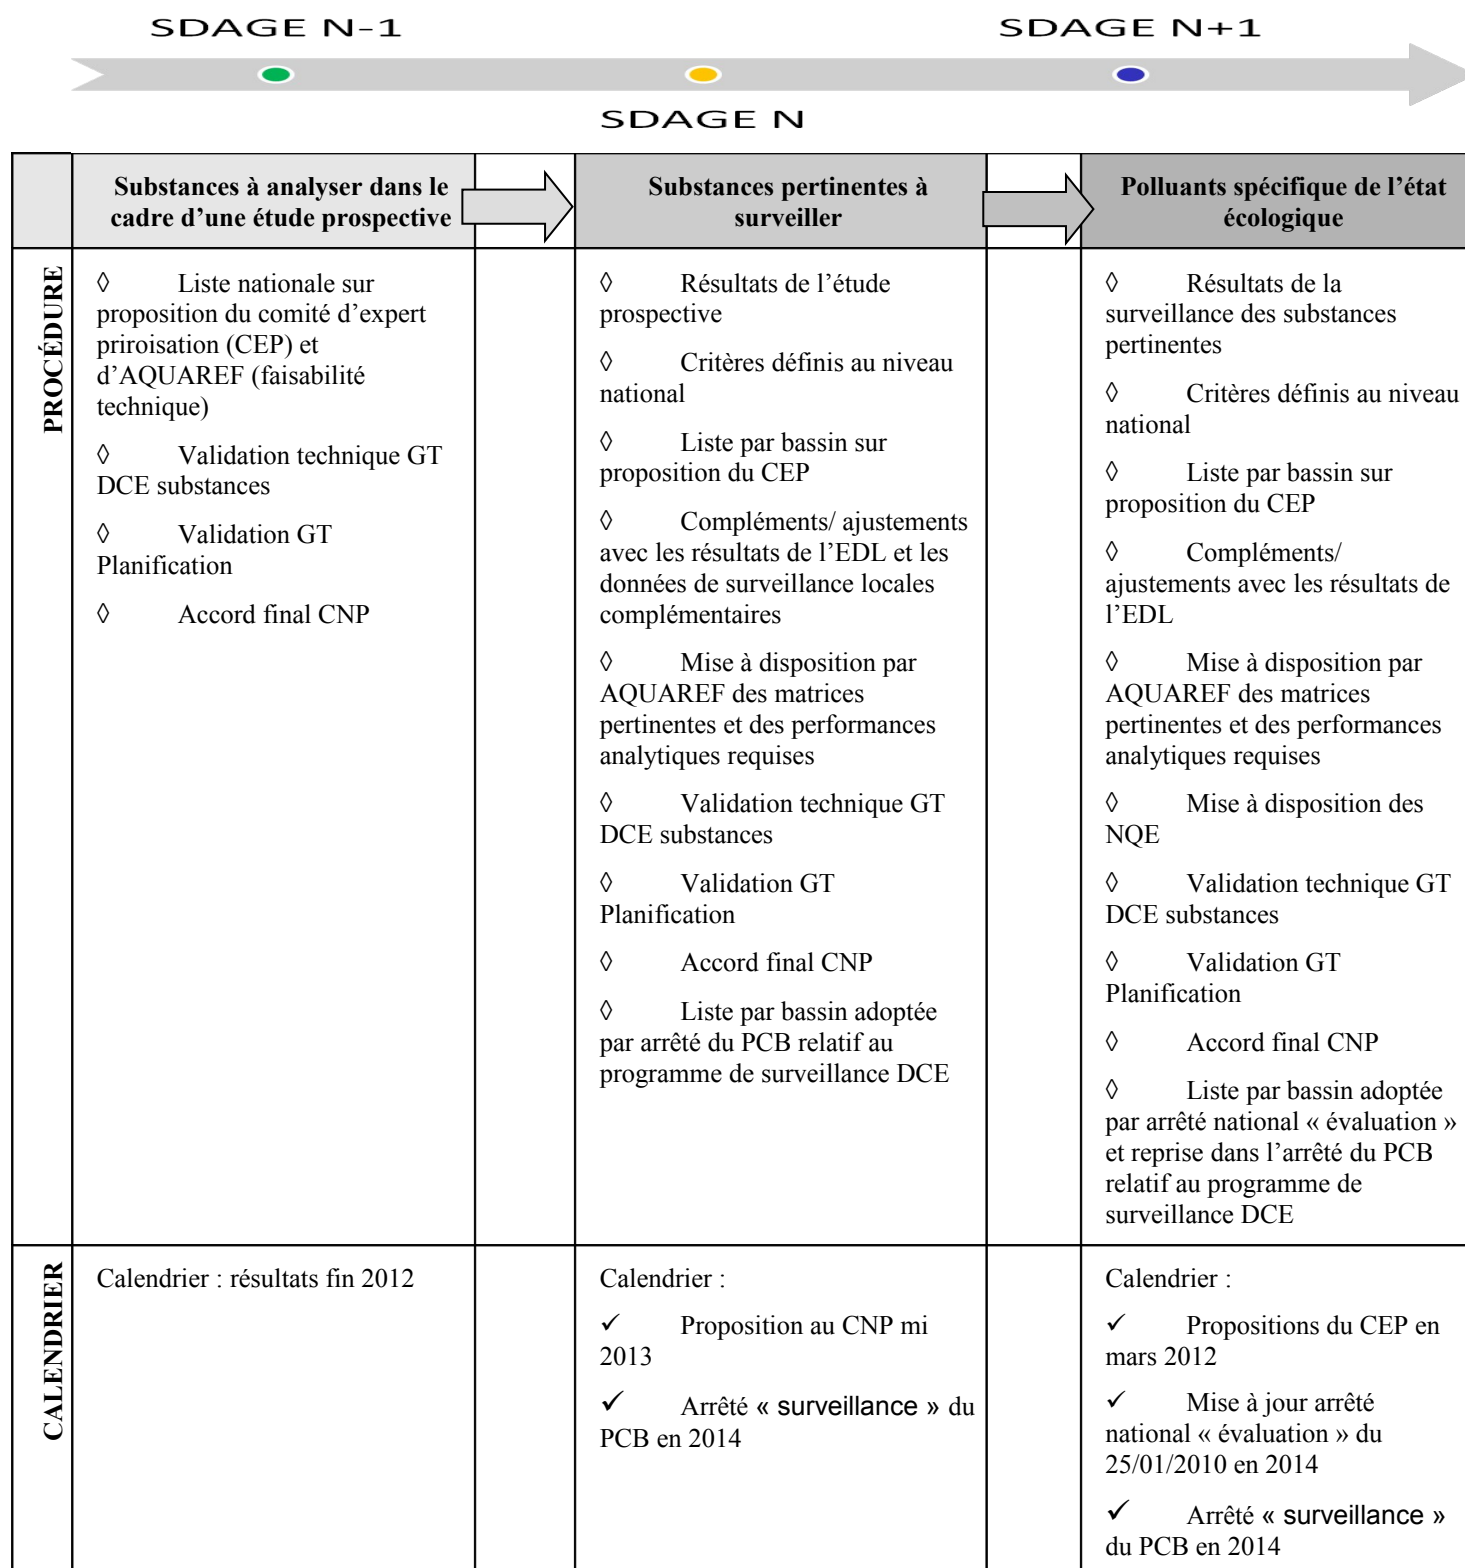 SDAGE N-1
SDAGE N+1
SDAGE N
Substances à analyser dans le
cadre d'une étude prospective
Substances pertinentes à
surveiller
Polluants spécifique de l'état
écologique
PROCÉDURE
◊ Liste nationale sur
proposition du comité d'expert
priroisation (CEP) et
d'AQUAREF (faisabilité
technique)
◊ Validation technique GT
DCE substances
◊ Validation GT
Planification
◊ Accord final CNP
◊ Résultats de l'étude
prospective
◊ Critères définis au niveau
national
◊ Liste par bassin sur
proposition du CEP
◊ Compléments/ ajustements
avec les résultats de l'EDL et les
données de surveillance locales
complémentaires
◊ Mise à disposition par
AQUAREF des matrices
pertinentes et des performances
analytiques requises
◊ Validation technique GT
DCE substances
◊ Validation GT
Planification
◊ Accord final CNP
◊ Liste par bassin adoptée
par arrêté du PCB relatif au
programme de surveillance DCE
◊ Résultats de la
surveillance des substances
pertinentes
◊ Critères définis au niveau
national
◊ Liste par bassin sur
proposition du CEP
◊ Compléments/
ajustements avec les résultats de
l'EDL
◊ Mise à disposition par
AQUAREF des matrices
pertinentes et des performances
analytiques requises
◊ Mise à disposition des
NQE
◊ Validation technique GT
DCE substances
◊ Validation GT
Planification
◊ Accord final CNP
◊ Liste par bassin adoptée
par arrêté national « évaluation »
et reprise dans l'arrêté du PCB
relatif au programme de
surveillance DCE
CALENDRIER
Calendrier : résultats fin 2012
Calendrier :
✓ Proposition au CNP mi
2013
✓ Arrêté « surveillance » du
PCB en 2014
Calendrier :
✓ Propositions du CEP en
mars 2012
✓ Mise à jour arrêté
national « évaluation » du
25/01/2010 en 2014
✓ Arrêté « surveillance »
du PCB en 2014